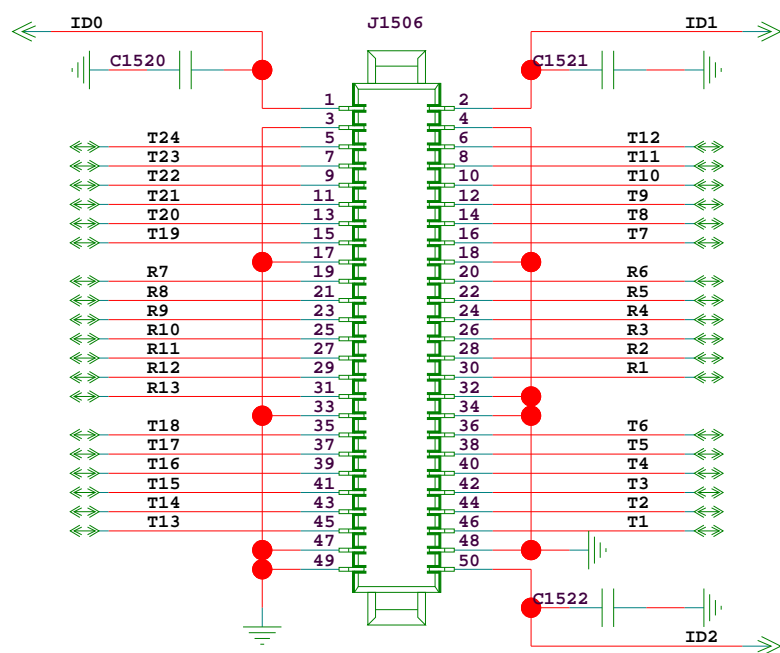 ID0 J1506 ID1
C1520 C1521
1 2
3 4
T24 5 6 T12
T23 7 8 T11
T22 9 10 T10
T21 11 12 T9
T20 13 14 T8
T19 15 16 T7
17 18
R7 19 20 R6
R8 21 22 R5
R9 23 24 R4
R10 25 26 R3
R11 27 28 R2
R12 29 30 R1
R13 31 32
33 34
T18 35 36 T6
T17 37 38 T5
T16 39 40 T4
T15 41 42 T3
T14 43 44 T2
T13 45 46 T1
47 48
49 50
C1522
ID2